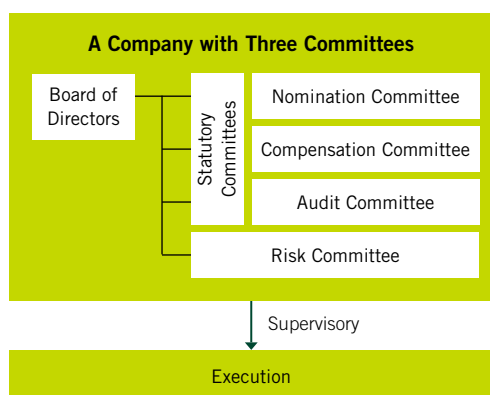 A Company with Three Committees
Board of
Directors
Statutory
Committees
Nomination Committee
Compensation Committee
Audit Committee
Risk Committee
Supervisory
Execution